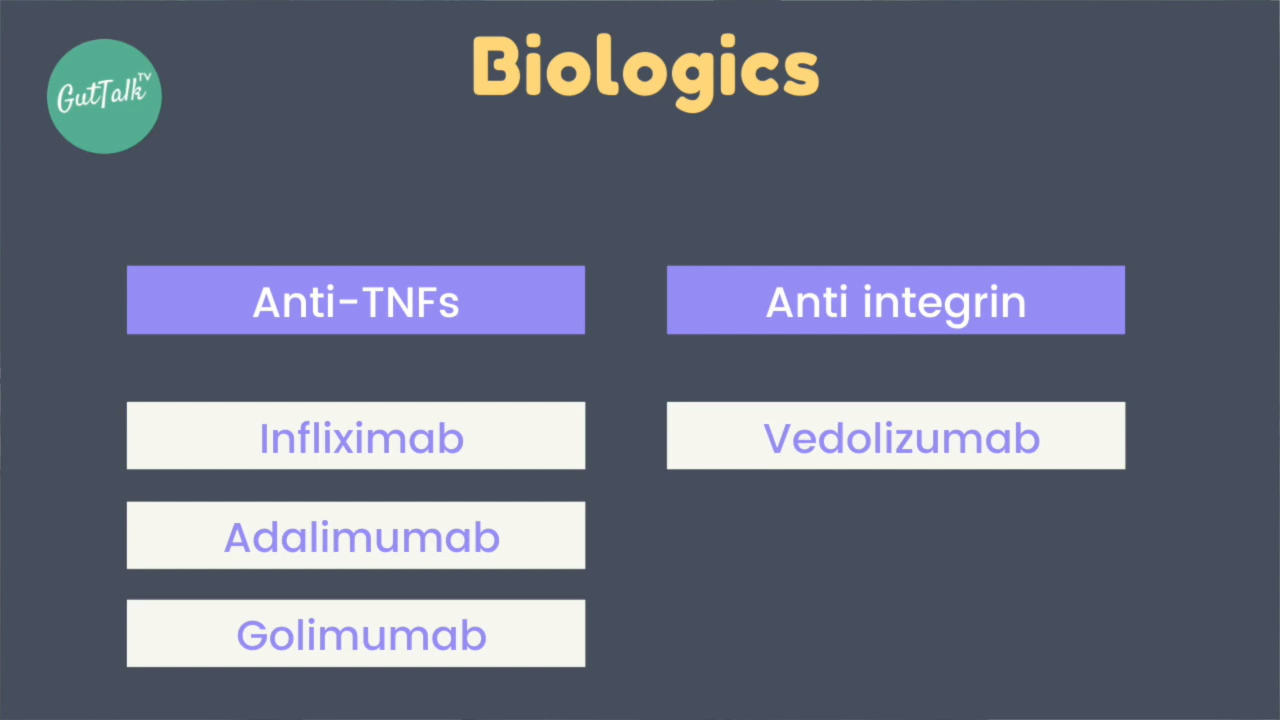 Biologics
GutTalk TV
Anti-TNFs
Anti integrin
Infliximab
Vedolizumab
Adalimumab
Golimumab